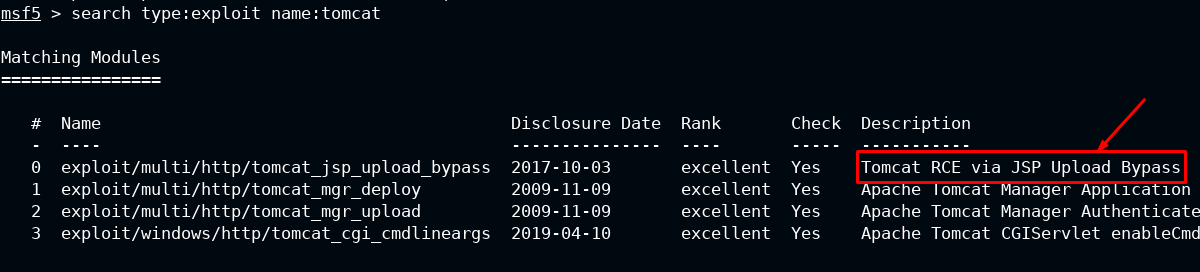 msf5 > search type:exploit name:tomcat
Matching Modules
================
# Name Disclosure Date Rank Check Description
- ---- --------------- ---- ----- -----------
0 exploit/multi/http/tomcat_jsp_upload_bypass 2017-10-03 excellent Yes Tomcat RCE via JSP Upload Bypass
1 exploit/multi/http/tomcat_mgr_deploy 2009-11-09 excellent Yes Apache Tomcat Manager Application
2 exploit/multi/http/tomcat_mgr_upload 2009-11-09 excellent Yes Apache Tomcat Manager Authenticate
3 exploit/windows/http/tomcat_cgi_cmdlineargs 2019-04-10 excellent Yes Apache Tomcat CGIServlet enableCmd